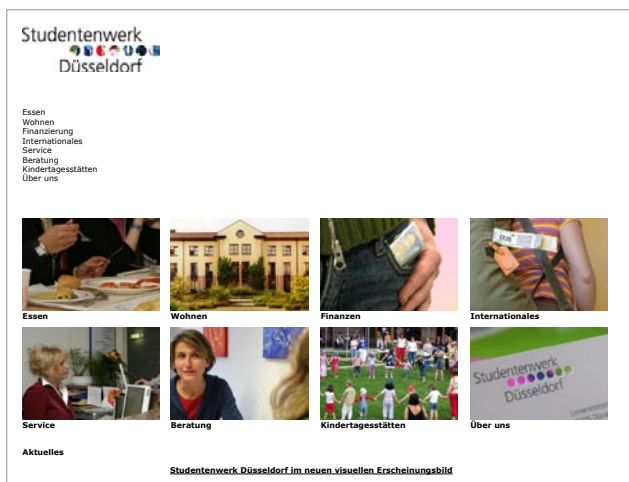 Studentenwerk
Düsseldorf
Essen
Wohnen
Finanzierung
Internationales
Service
Beratung
Kindertagesstätten
Über uns
Essen
Wohnen
Finanzen
Internationales
Studentenwerk
Düsseldorf
Service
Beratung
Kindertagesstätten
Über uns
Aktuelles
Studentenwerk Düsseldorf im neuen visuellen Erscheinungsbild